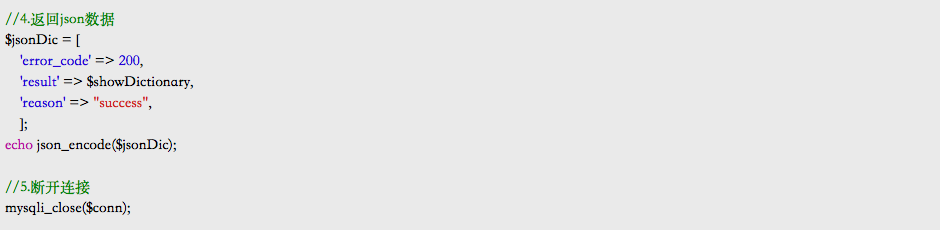 //4.返回json数据
$jsonDic = [
'error_code' => 200,
'result' => $showDictionary,
'reason' => "success",
];
echo json_encode($jsonDic);
//5.断开连接
mysqli_close($conn);